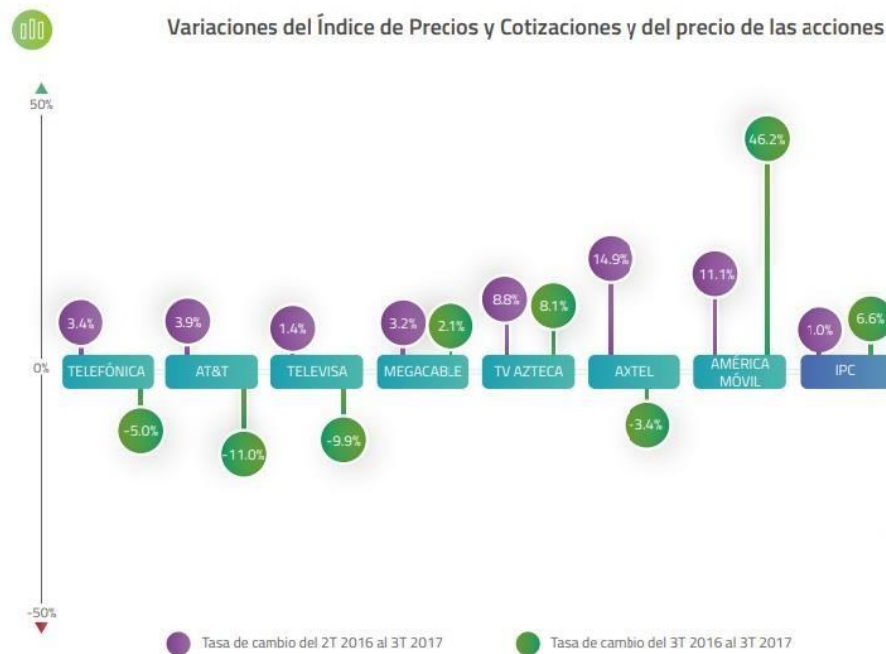 Variaciones del Índice de Precios y Cotizaciones y del precio de las acciones
50%
46.2%
14.9%
11.1%
8.8%
8.1%
3.4%
3.9%
1.4%
3.2%
2.1%
1.0%
6.6%
0%
TELEFÓNICA
AT&T
TELEVISA
MEGACABLE
TV AZTECA
AXTEL
AMÉRICA
MÓVIL
IPC
-5.0%
-11.0%
-9.9%
-3.4%
-50%
Tasa de cambio del 2T 2016 al 3T 2017
Tasa de cambio del 3T 2016 al 3T 2017